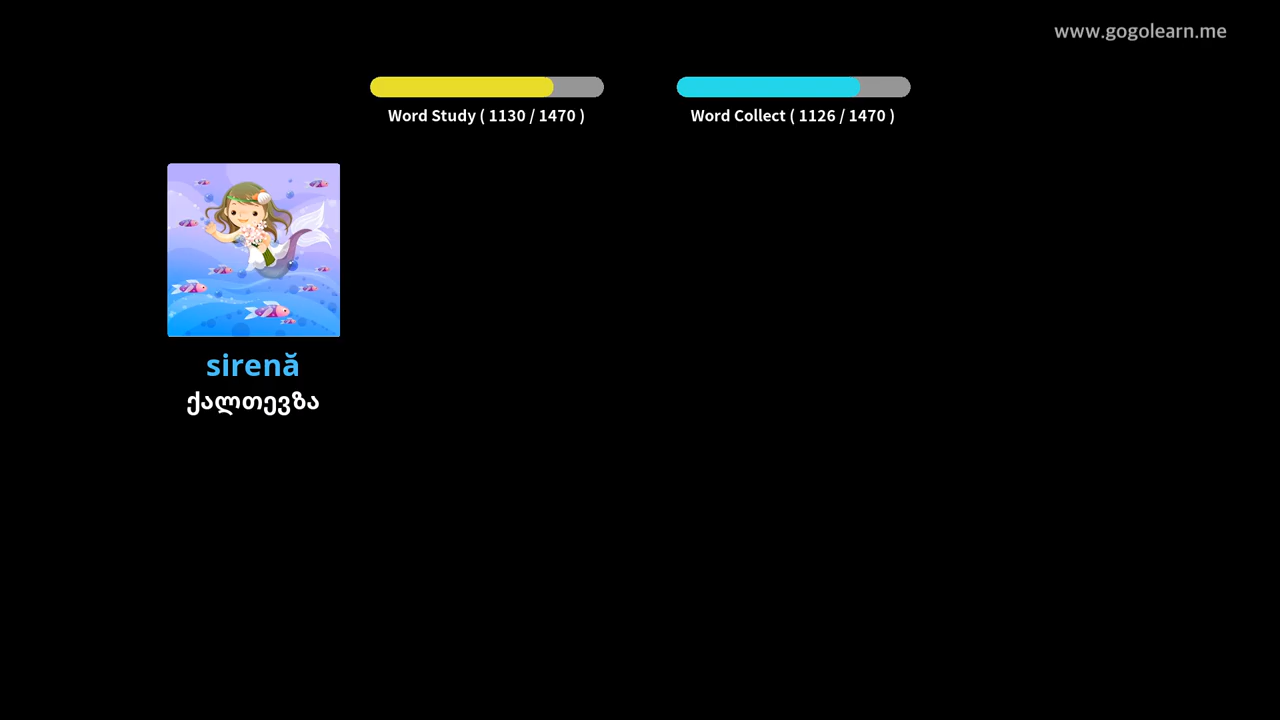 www.gogolearn.me
Word Study ( 1130 / 1470 )
Word Collect ( 1126 / 1470 )
sirenă
ქალთევზა